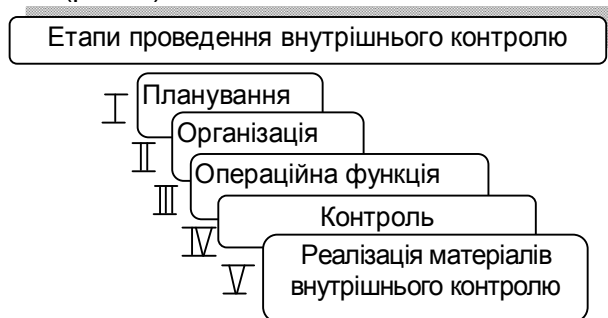 Етапи проведення внутрішнього контролю
I Планування
II Організація
III Операційна функція
IV Контроль
V Реалізація матеріалів
внутрішнього контролю